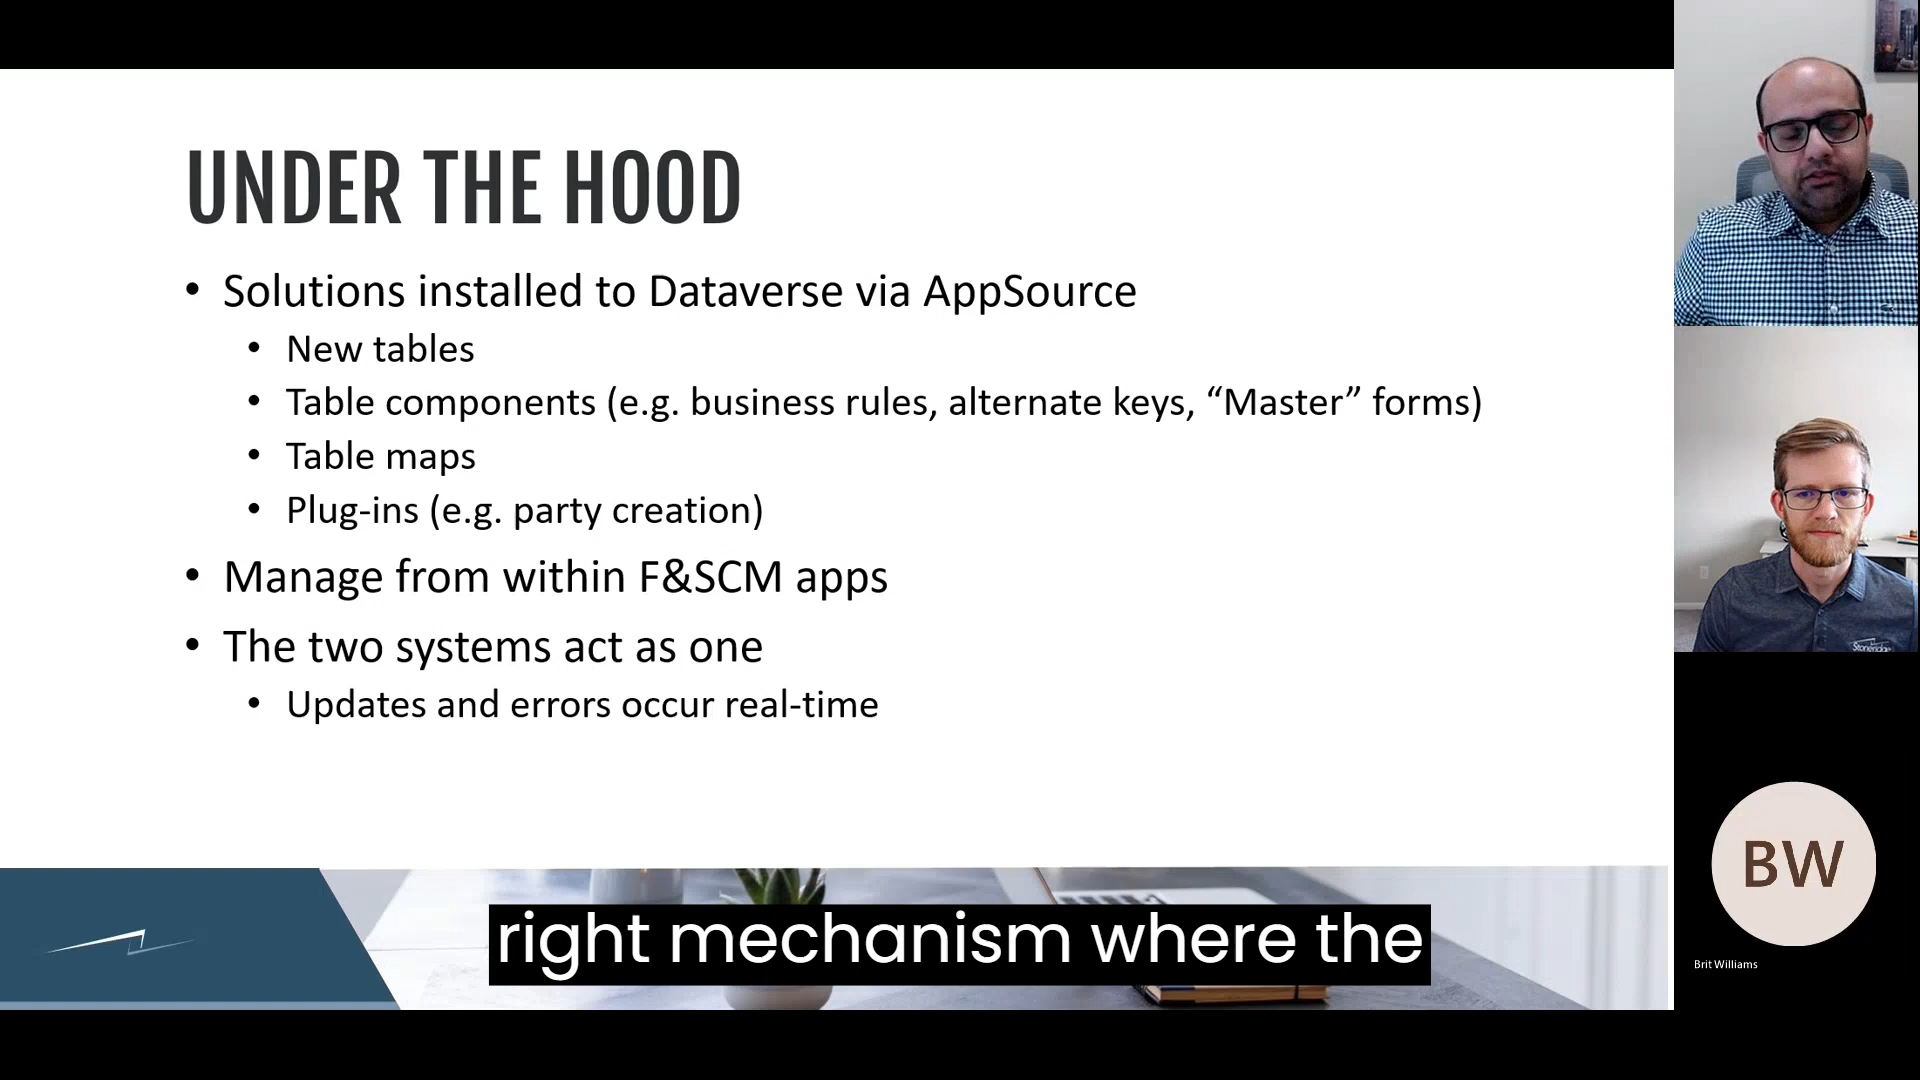 UNDER THE HOOD
• Solutions installed to Dataverse via AppSource
• New tables
• Table components (e.g. business rules, alternate keys, “Master” forms)
• Table maps
• Plug-ins (e.g. party creation)
• Manage from within F&SCM apps
• The two systems act as one
• Updates and errors occur real-time
right mechanism where the
Stoneridge
BW
Brit Williams